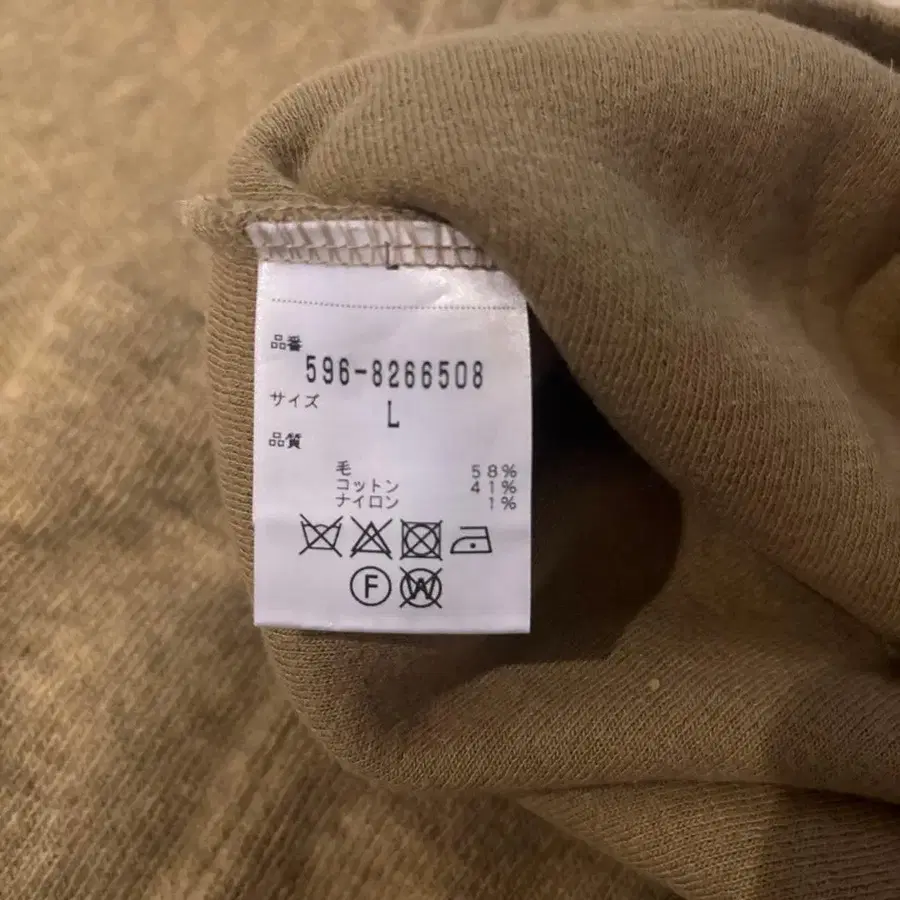 品番
596-8266508
サイズ
L
品質
毛 58%
コットン 41%
ナイロン 1%
F W